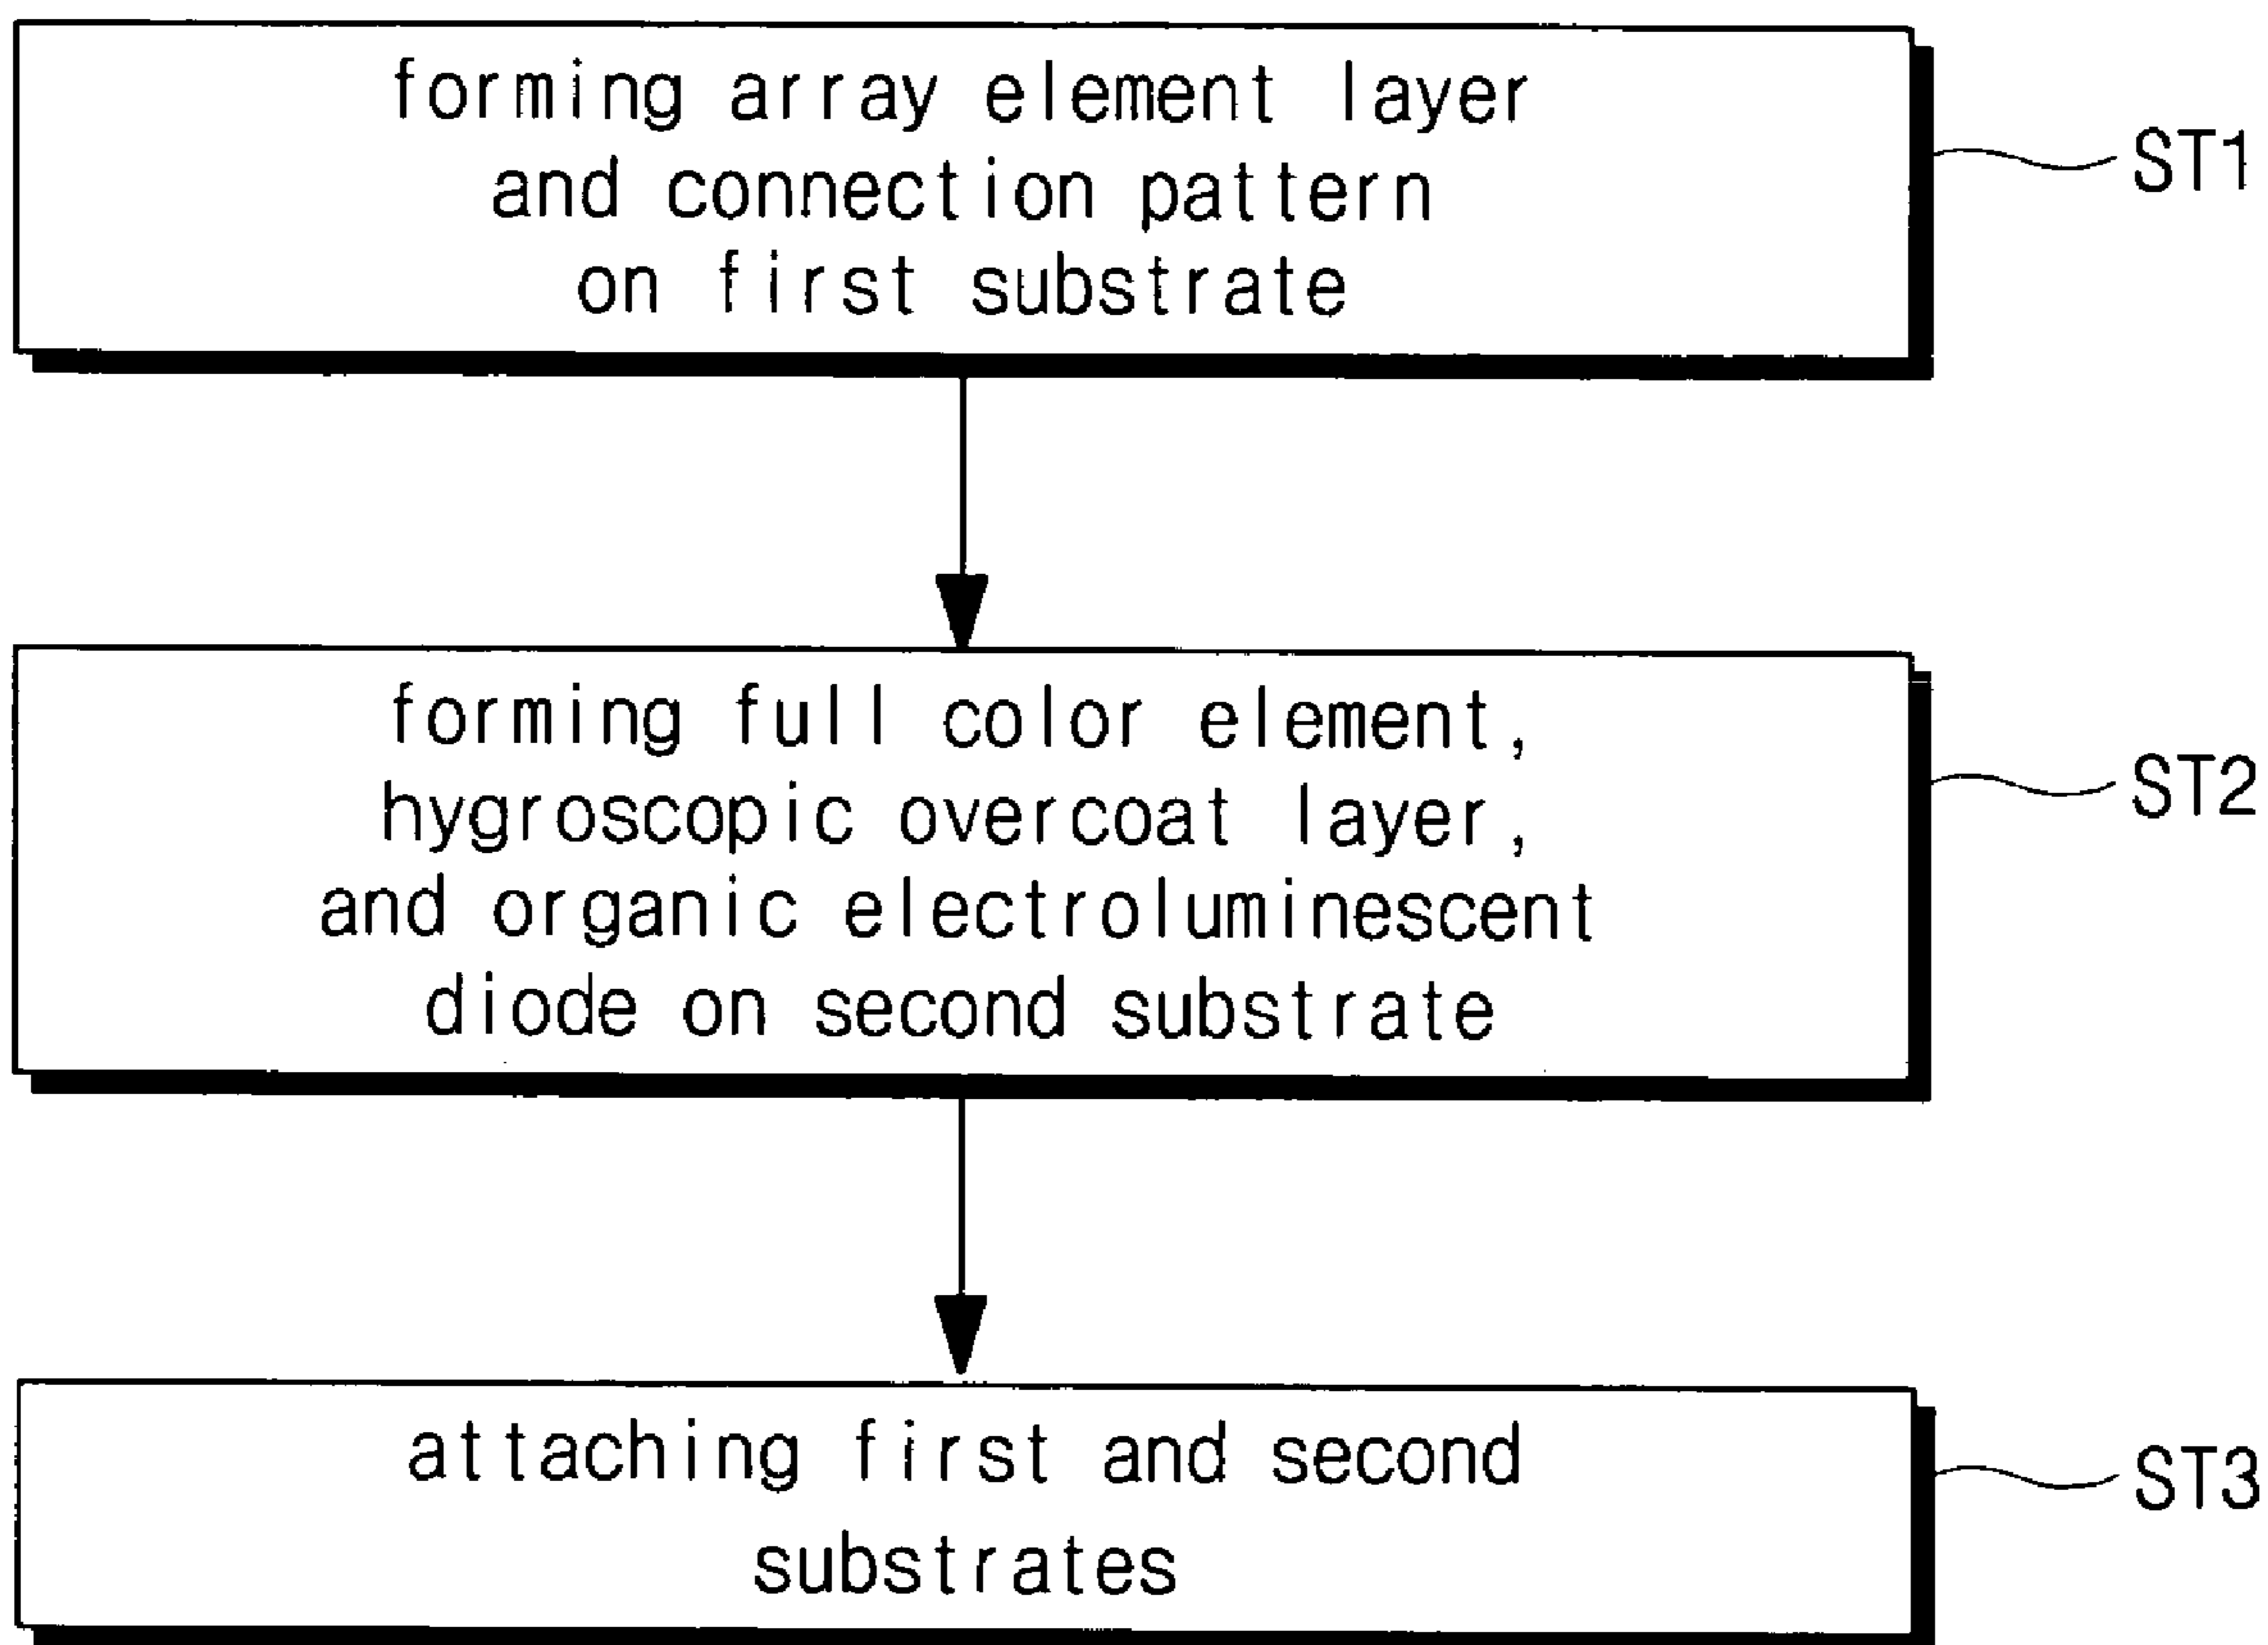 forming array element layer
and connection pattern
on first substrate
ST1
forming full color element,
hygroscopic overcoat layer,
and organic electroluminescent
diode on second substrate
ST2
attaching first and second
substrates
ST3